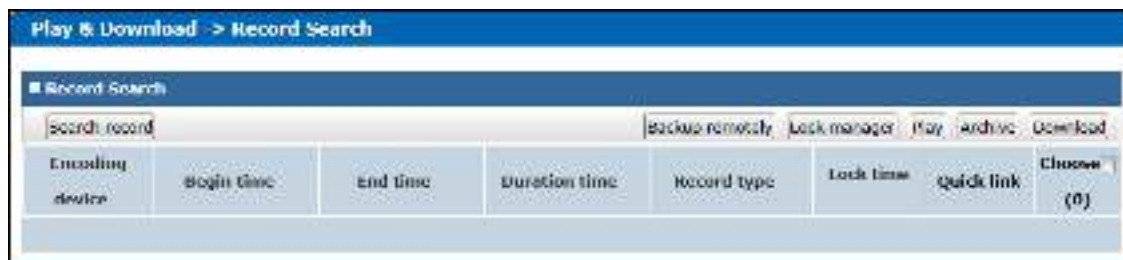 Play & Download -> Record Search
Record Search
Search record Backup remotely Lock manager Play Archive Download
Encoding device Begin time End time Duration time Record type Lock time Quick link Choose (0)